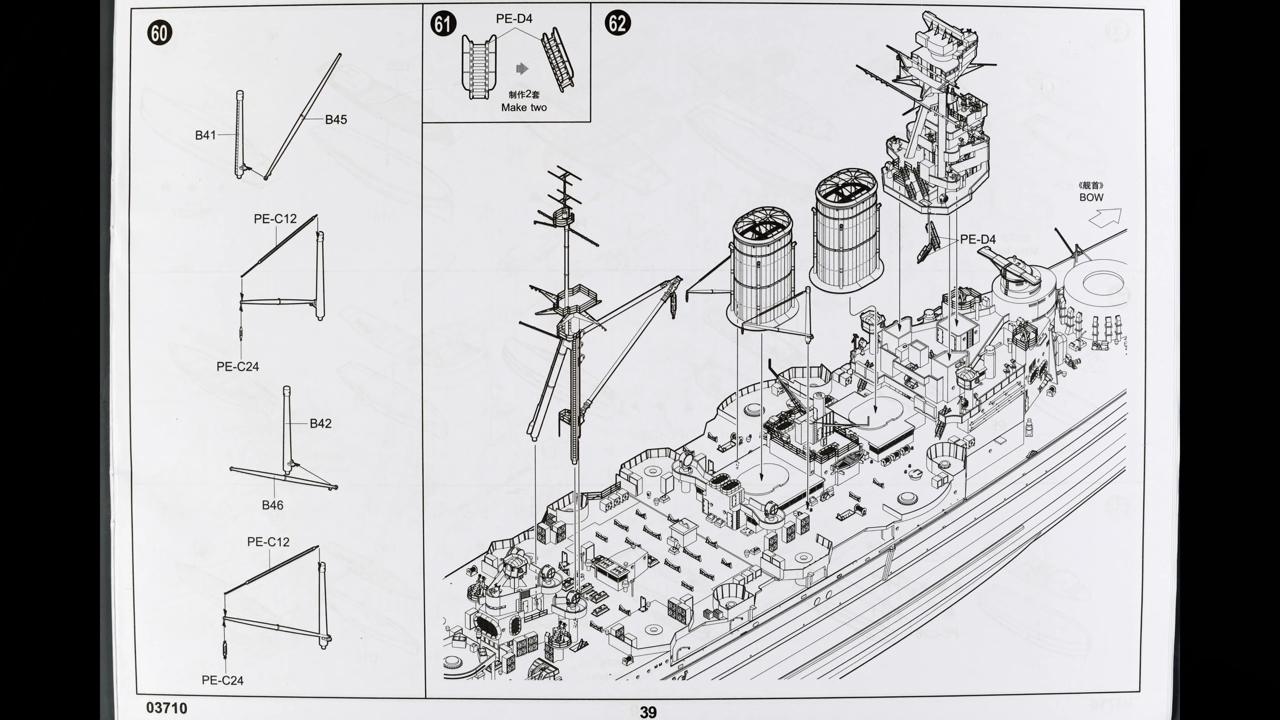 60
B41
B45
PE-C12
PE-C24
B42
B46
PE-C12
PE-C24
61
PE-D4
制作2套
Make two
62
《舰首》
BOW
PE-D4
03710
39